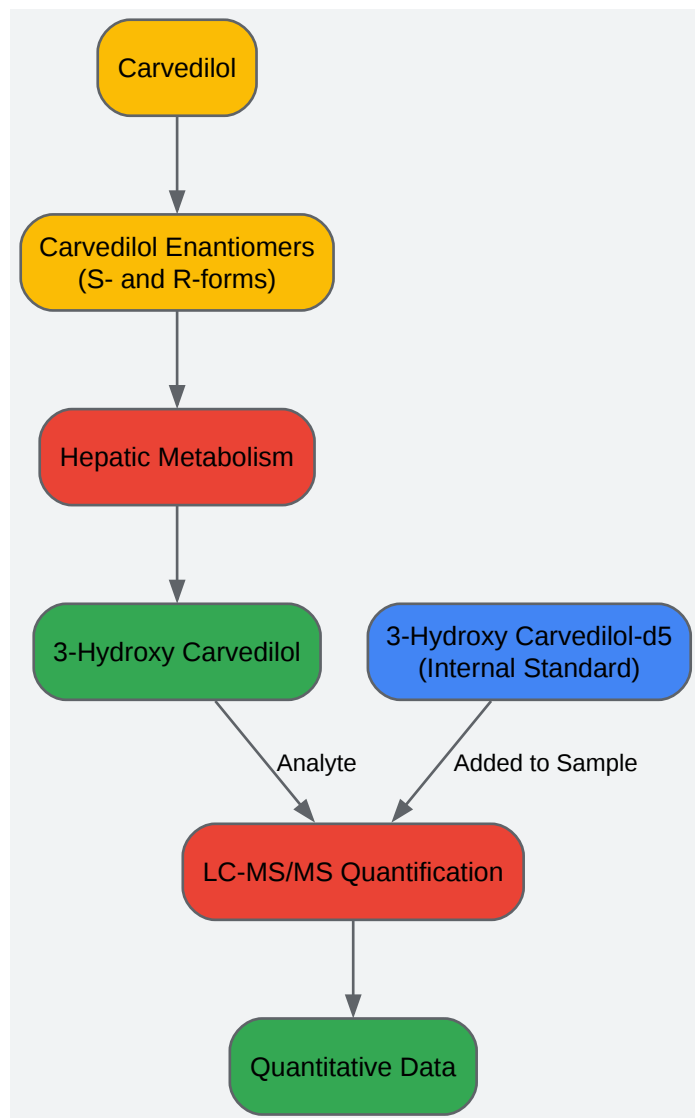 Carvedilol
Carvedilol Enantiomers
(S- and R-forms)
Hepatic Metabolism
3-Hydroxy Carvedilol
3-Hydroxy Carvedilol-d5
(Internal Standard)
Analyte
Added to Sample
LC-MS/MS Quantification
Quantitative Data